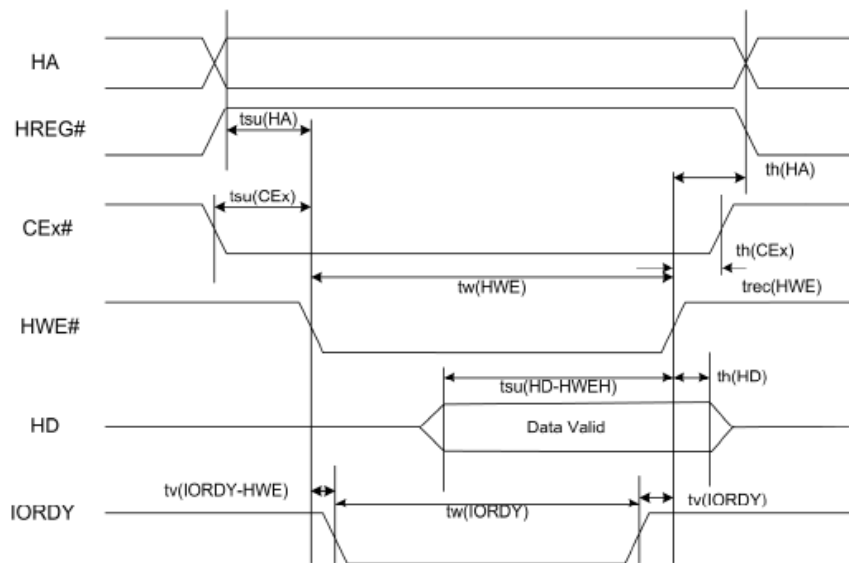 HA
HREG#
tsu(HA)
th(HA)
tsu(CEx)
CEx#
th(CEx)
tw(HWE)
trec(HWE)
HWE#
tsu(HD-HWEH)
th(HD)
HD
Data Valid
tv(IORDY-HWE)
tw(IORDY)
tv(IORDY)
IORDY